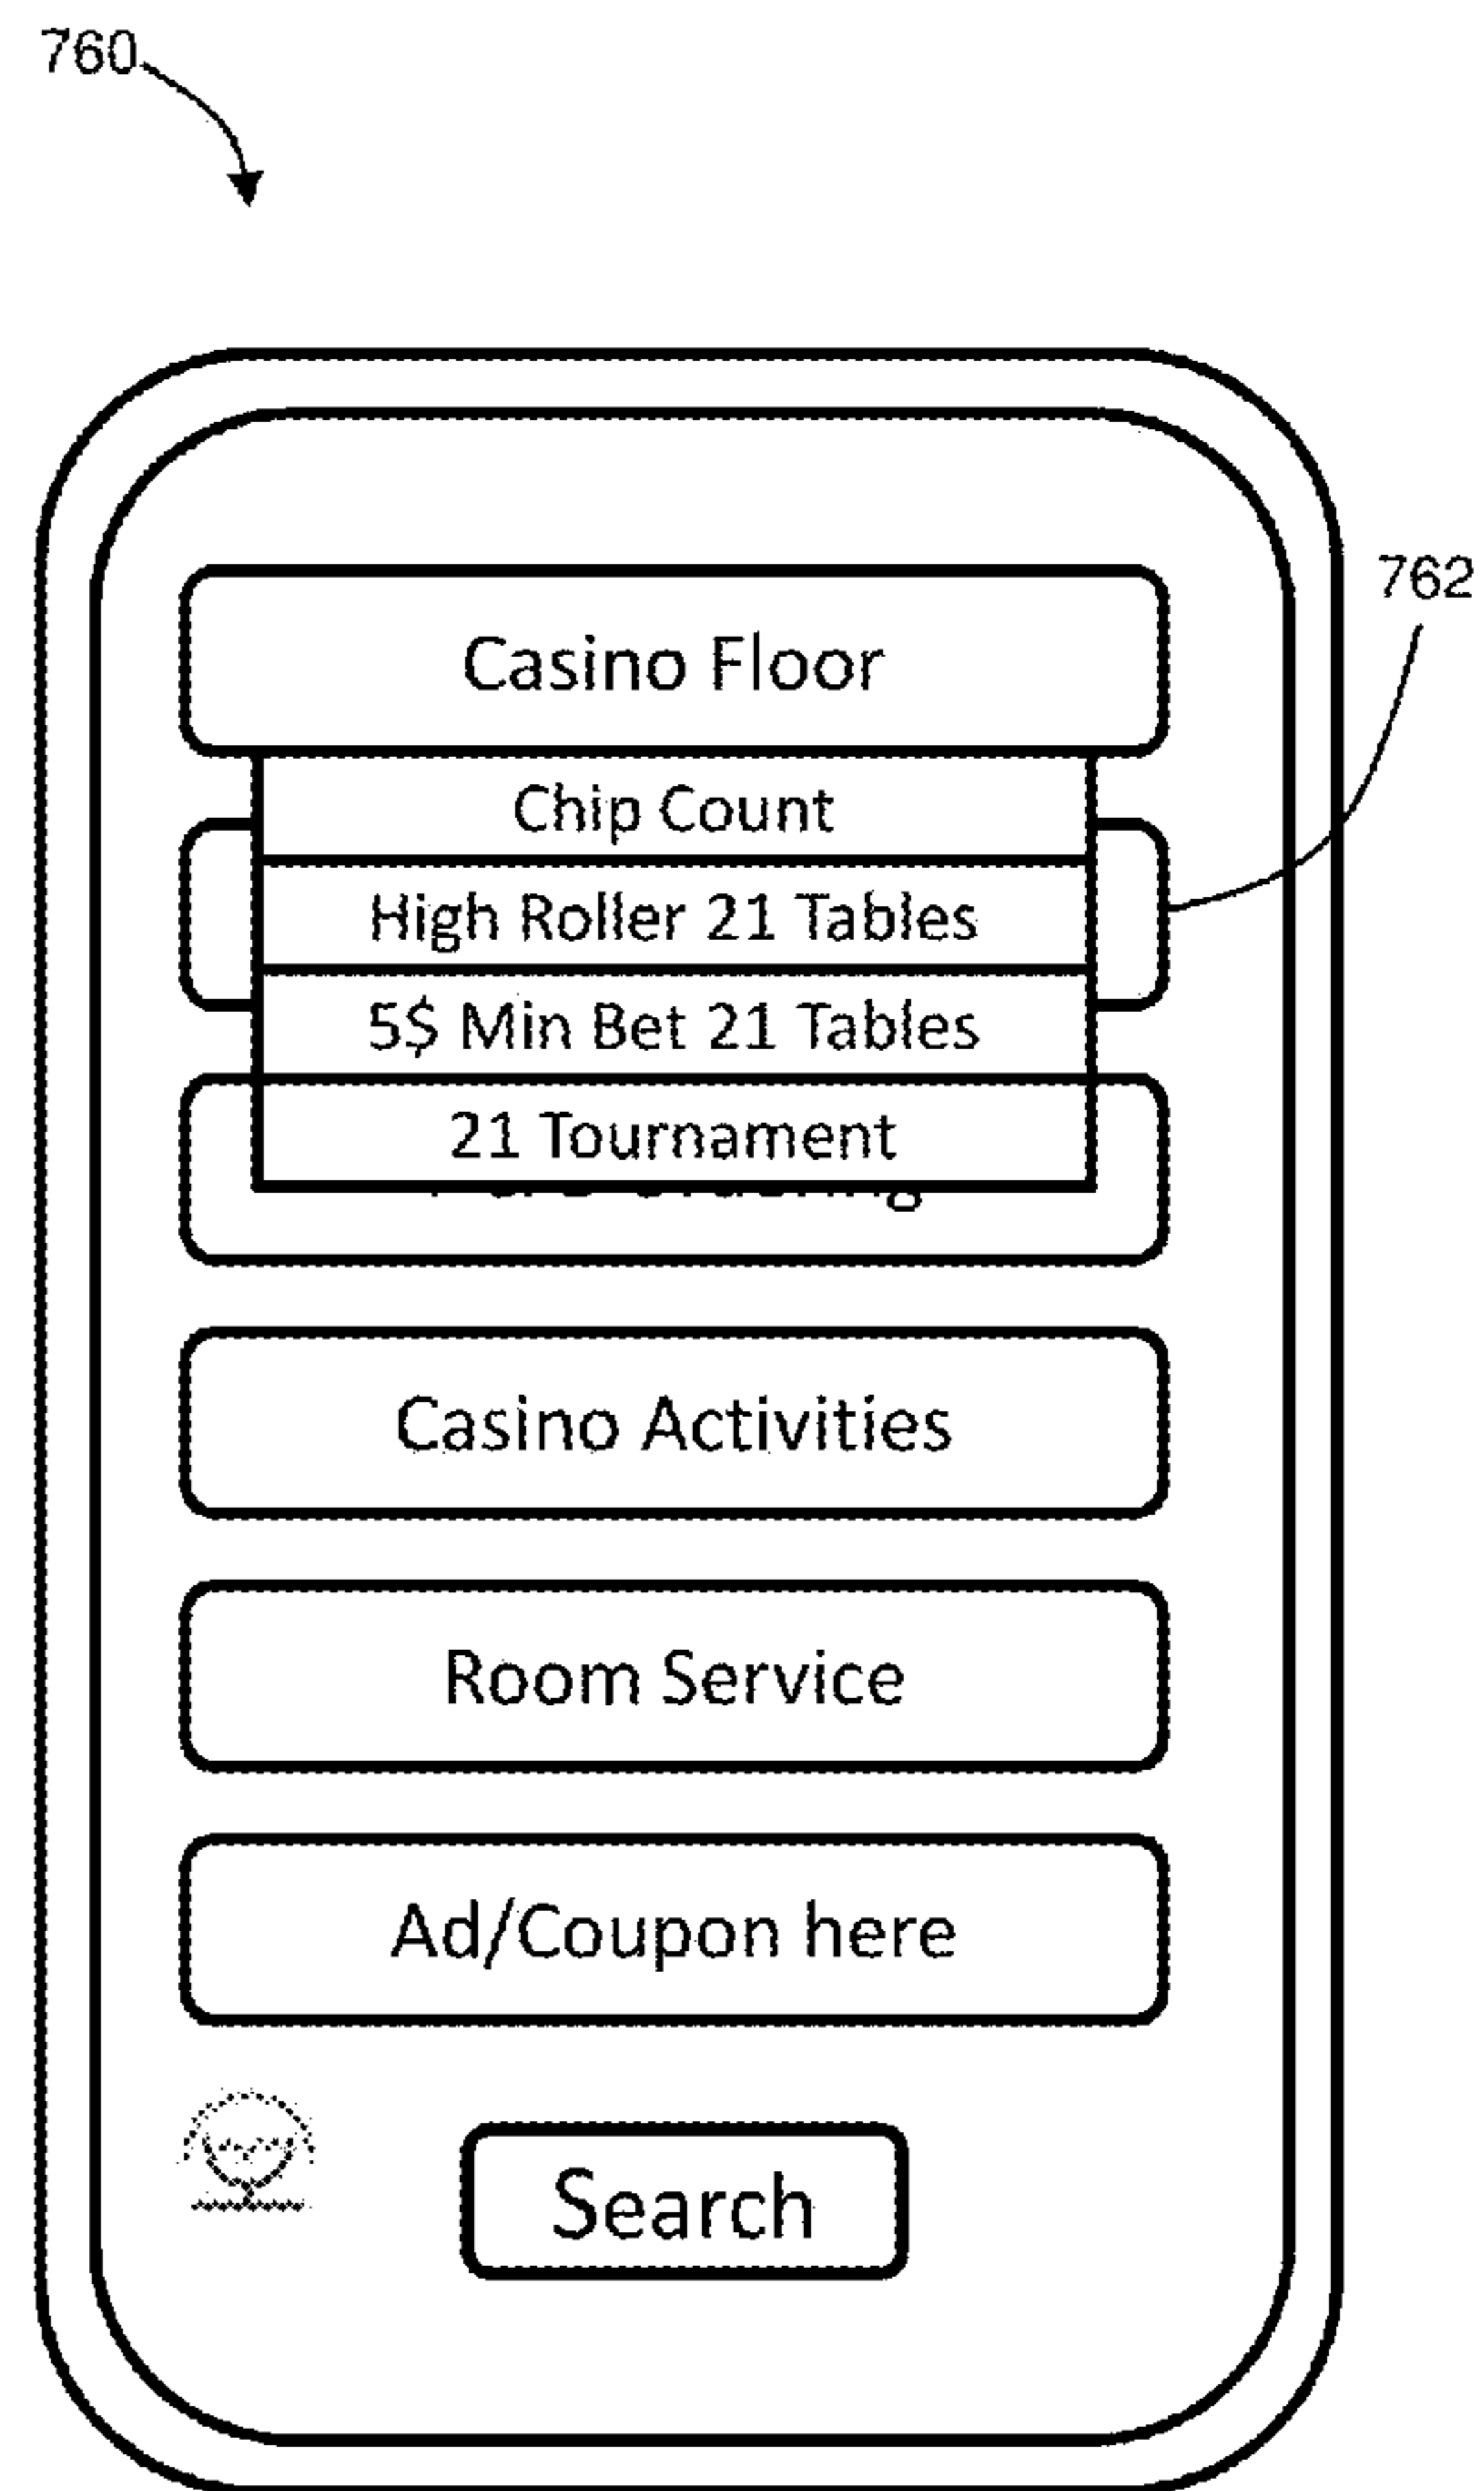 760
762
Casino Floor
Chip Count
High Roller 21 Tables
5$ Min Bet 21 Tables
21 Tournament
Casino Activities
Room Service
Ad/Coupon here
Search